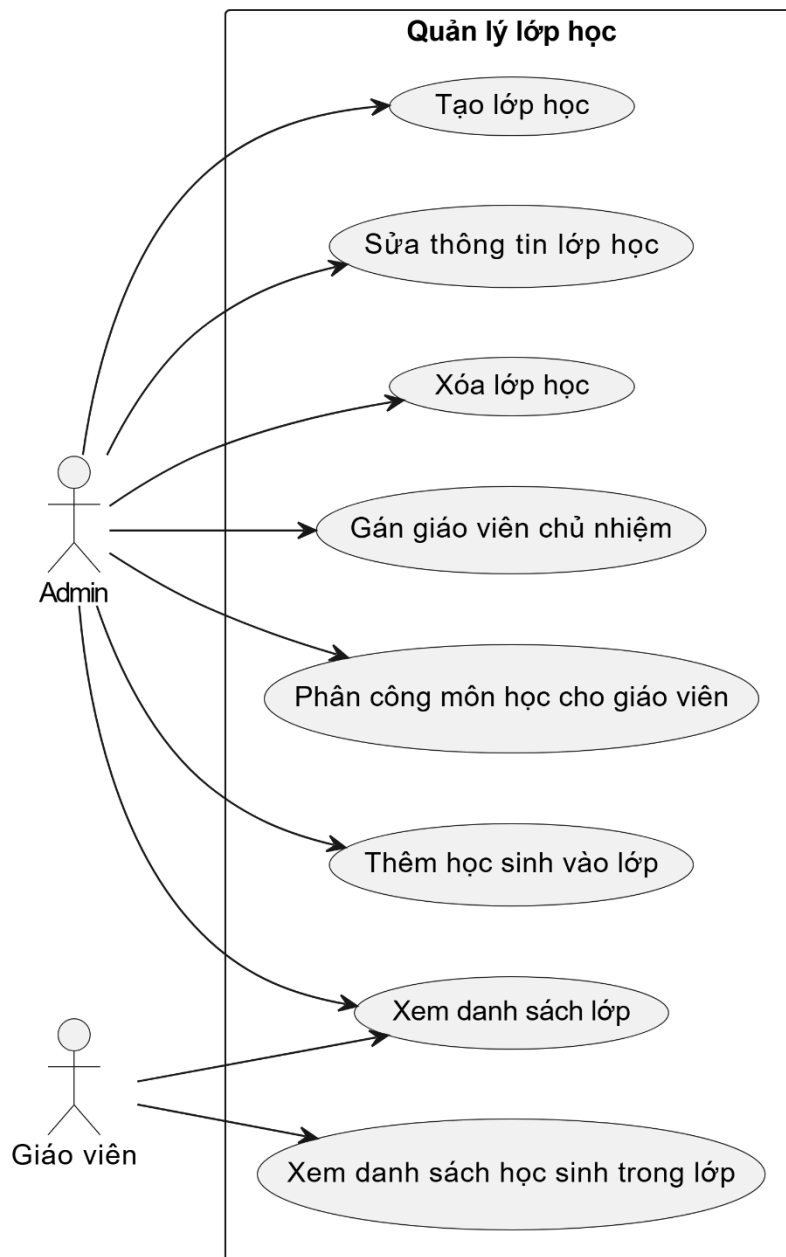 Quản lý lớp học
Tạo lớp học
Sửa thông tin lớp học
Xóa lớp học
Gán giáo viên chủ nhiệm
Admin
Phân công môn học cho giáo viên
Thêm học sinh vào lớp
Xem danh sách lớp
Giáo viên
Xem danh sách học sinh trong lớp